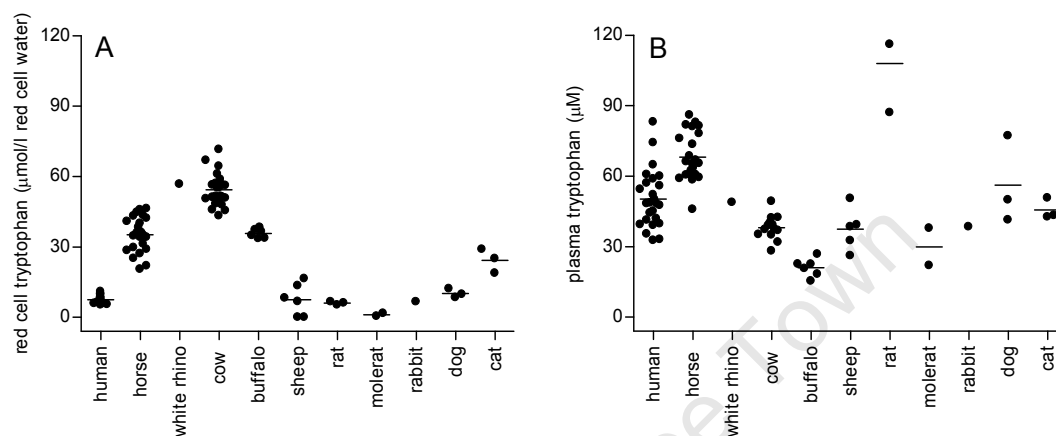 A
red cell tryptophan (μmol/l red cell water)
120
90
60
30
0
human
horse
white rhino
cow
buffalo
sheep
rat
molerat
rabbit
dog
cat
B
plasma tryptophan (μM)
120
90
60
30
0
human
horse
white rhino
cow
buffalo
sheep
rat
molerat
rabbit
dog
cat
Town